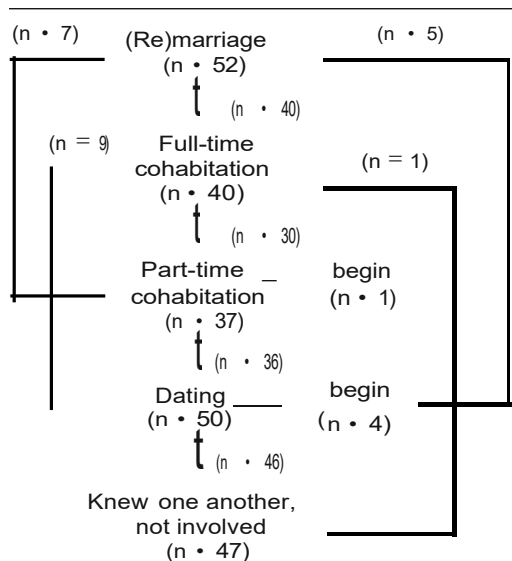 (n • 7)
(Re)marriage
(n • 5)
(n • 52)
(n • 40)
(n = 9)
Full-time
cohabitation
(n = 1)
(n • 40)
(n • 30)
Part-time
begin
cohabitation
(n • 1)
(n • 37)
(n • 36)
Dating
begin
(n • 50)
(n • 4)
(n • 46)
Knew one another,
not involved
(n • 47)